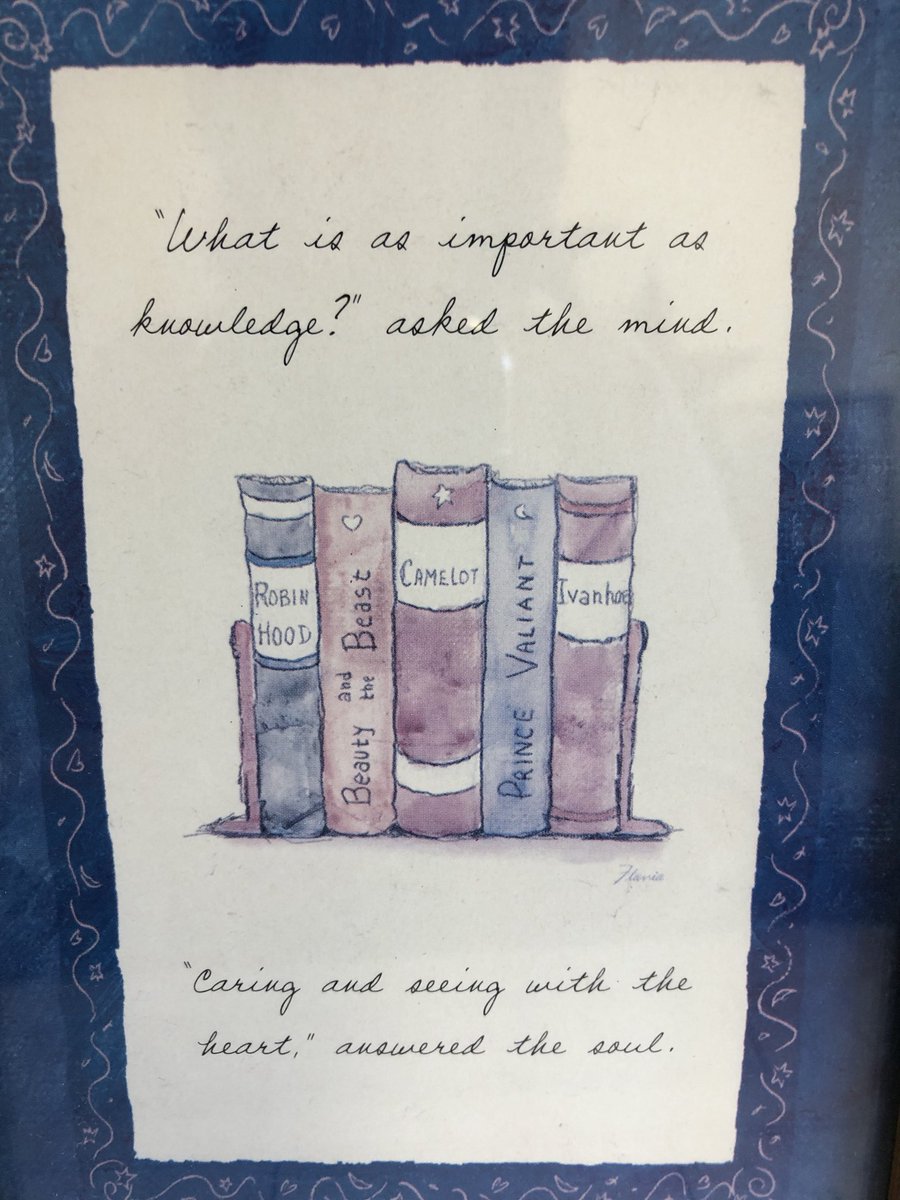 "What is as important as
knowledge?" asked the mind.
ROBIN
HOOD
Beauty and the Beast
CAMELOT
PRINCE VALIANT
Ivanhoe
Flavia
"Caring and seeing with the
heart," answered the soul.